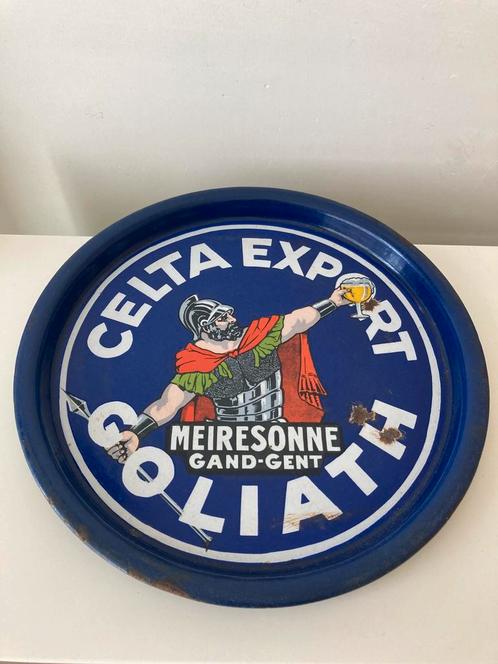 CELTA EXPORT
MEIRESONNE
GAND-GENT
GOLIATH